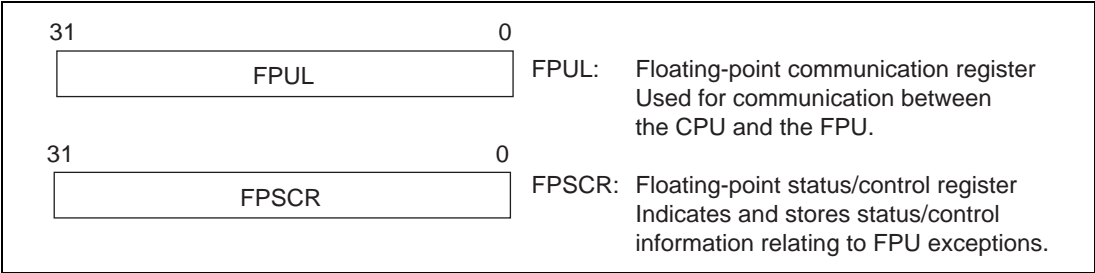 31 0
FPUL
FPUL: Floating-point communication register
Used for communication between
the CPU and the FPU.
31 0
FPSCR
FPSCR: Floating-point status/control register
Indicates and stores status/control
information relating to FPU exceptions.